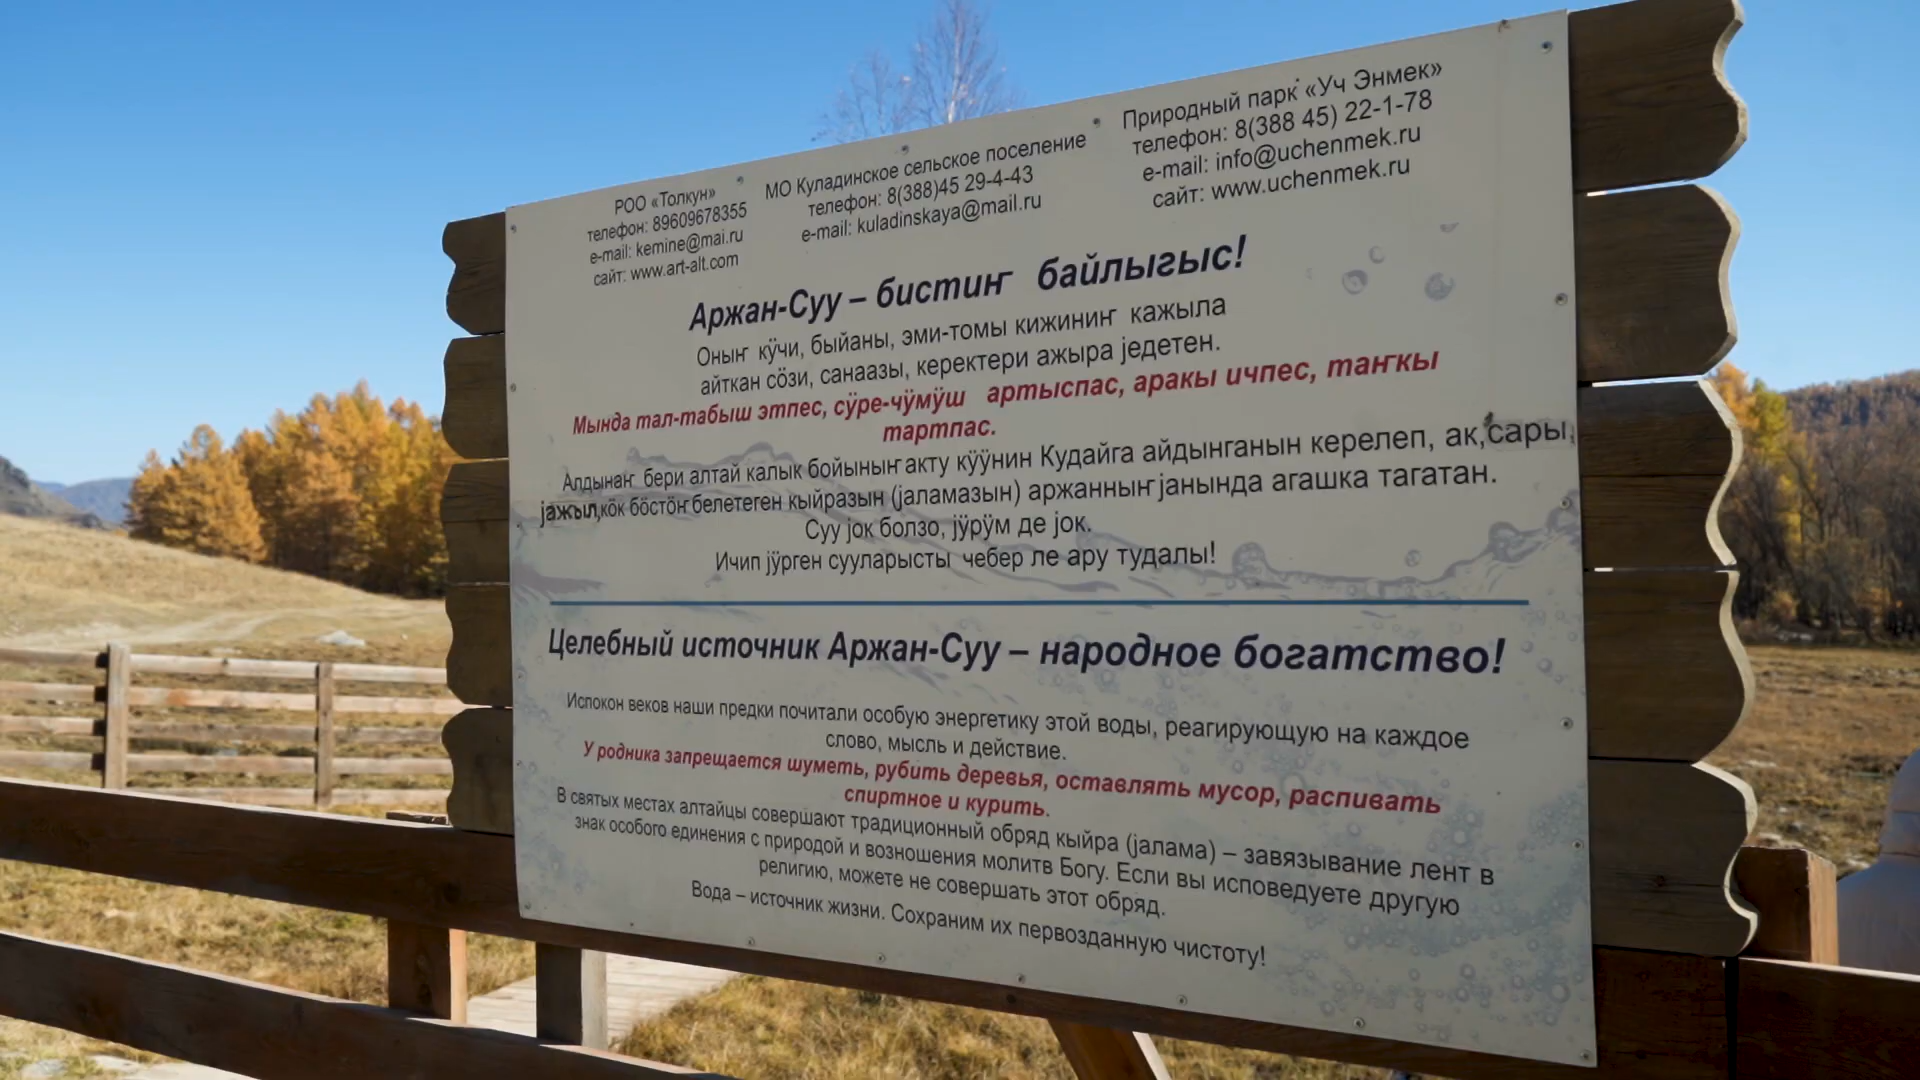 РОО «Толкун»
телефон: 89609678355
e-mail: kemine@mai.ru
сайт: www.art-alt.com
МО Куладинское сельское поселение
телефон: 8(388)45 29-4-43
e-mail: kuladinskaya@mail.ru
Природный парк «Уч Энмек»
телефон: 8(388 45) 22-1-78
e-mail: info@uchenmek.ru
сайт: www.uchenmek.ru
Аржан-Суу – бистиҥ байлыгыс!
Оныҥ кӱчи, быйаны, эми-томы кижиниҥ кажыла
айткан сӧзи, санаазы, керектери ажыра једетен.
Мында тал-табыш этпес, сӱре-чӱмӱш артыспас, аракы ичпес, таҥкы
тартпас.
Алдынаҥ бери алтай калык бойыныҥ акту кӱӱнин Кудайга айдынганын керелеп, ак,сары,
јажыл,кӧк бӧстӧҥ белетеген кыйразын (јаламазын) аржанныҥ јанында агашка тагатан.
Суу јок болзо, јӱрӱм де јок.
Ичип јӱрген сууларысты чебер ле ару тудалы!
Целебный источник Аржан-Суу – народное богатство!
Испокон веков наши предки почитали особую энергетику этой воды, реагирующую на каждое
слово, мысль и действие.
У родника запрещается шуметь, рубить деревья, оставлять мусор, распивать
спиртное и курить.
В святых местах алтайцы совершают традиционный обряд кыйра (јалама) – завязывание лент в
знак особого единения с природой и возношения молитв Богу. Если вы исповедуете другую
религию, можете не совершать этот обряд.
Вода – источник жизни. Сохраним их первозданную чистоту!